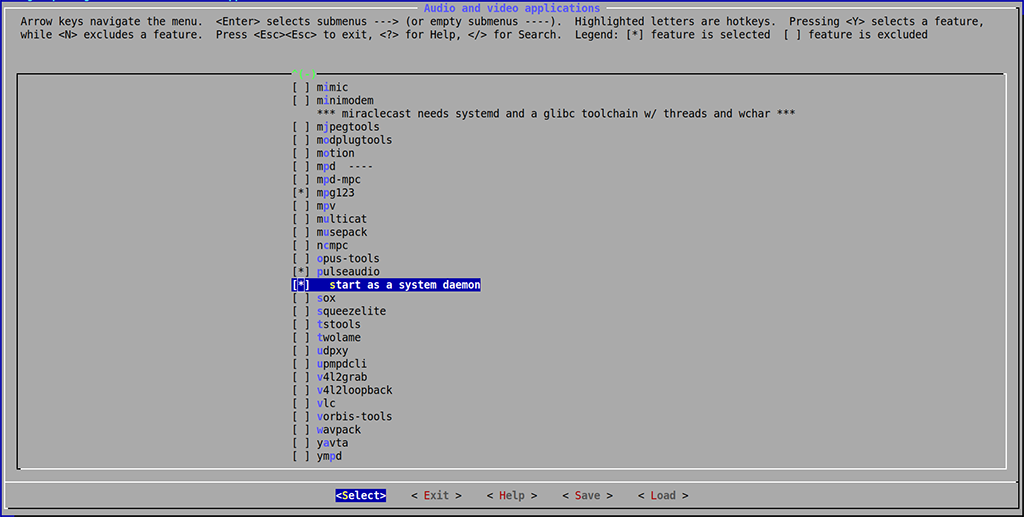 Audio and video applications
Arrow keys navigate the menu.  <Enter> selects submenus ---> (or empty submenus ----).  Highlighted letters are hotkeys.  Pressing <Y> selects a feature,
while <N> excludes a feature.  Press <Esc><Esc> to exit, <?> for Help, </> for Search.  Legend: [*] feature is selected  [ ] feature is excluded
^(-)
[ ] mimic
[ ] minimodem
*** miraclecast needs systemd and a glibc toolchain w/ threads and wchar ***
[ ] mjpegtools
[ ] modplugtools
[ ] motion
[ ] mpd  ----
[ ] mpd-mpc
[*] mpg123
[ ] mpv
[ ] multicat
[ ] musepack
[ ] ncmpc
[ ] opus-tools
[*] pulseaudio
[*]   start as a system daemon
[ ] sox
[ ] squeezelite
[ ] tstools
[ ] twolame
[ ] udpxy
[ ] upmpdcli
[ ] v4l2grab
[ ] v4l2loopback
[ ] vlc
[ ] vorbis-tools
[ ] wavpack
[ ] yavta
[ ] ympd
<Select>    < Exit >    < Help >    < Save >    < Load >